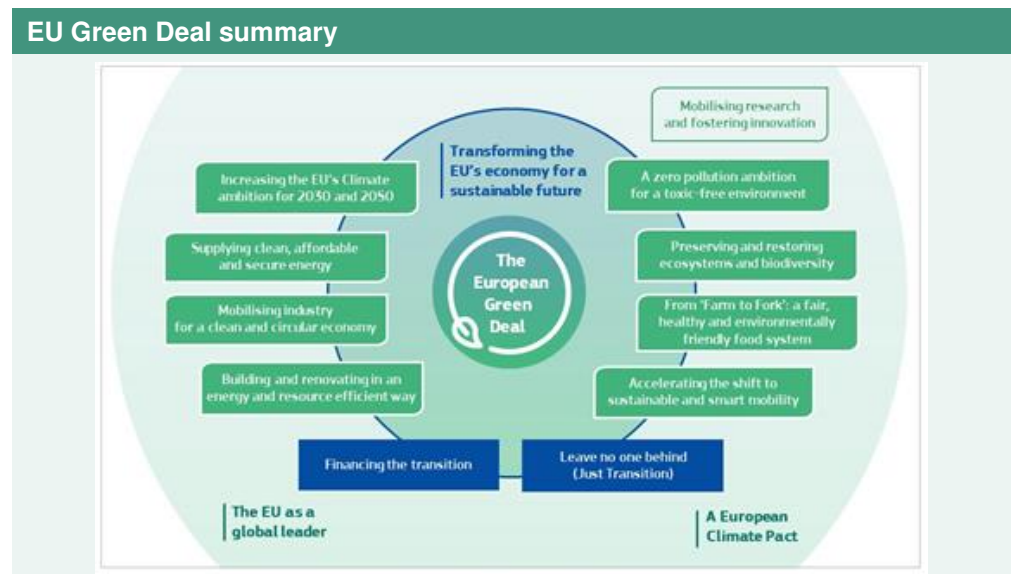 EU Green Deal summary
Mobilising research
and fostering innovation
Transforming the
EU's economy for a
sustainable future
Increasing the EU's Climate
ambition for 2030 and 2050
A zero pollution ambition
for a toxic-free environment
Supplying clean, affordable
and secure energy
Preserving and restoring
ecosystems and biodiversity
The
European
Green
Deal
Mobilising industry
for a clean and circular economy
From 'Farm to Fork': a fair,
healthy and environmentally
friendly food system
Building and renovating in an
energy and resource efficient way
Accelerating the shift to
sustainable and smart mobility
Financing the transition
Leave no one behind
(Just Transition)
The EU as a
global leader
A European
Climate Pact